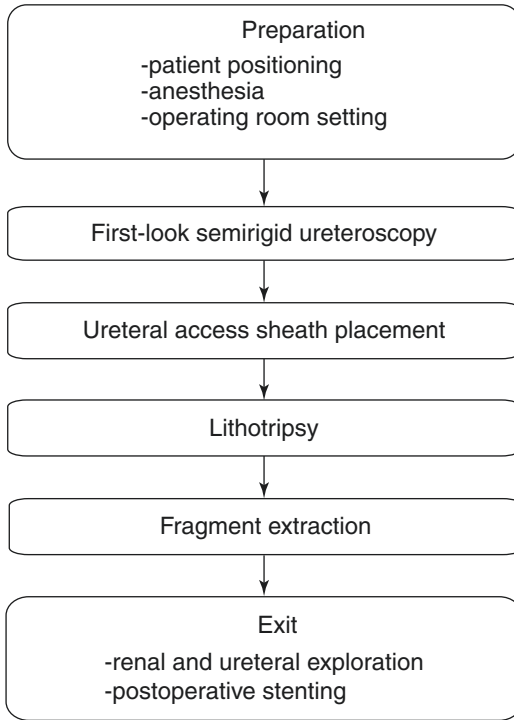 Preparation
-patient positioning
-anesthesia
-operating room setting
First-look semirigid ureteroscopy
Ureteral access sheath placement
Lithotripsy
Fragment extraction
Exit
-renal and ureteral exploration
-postoperative stenting